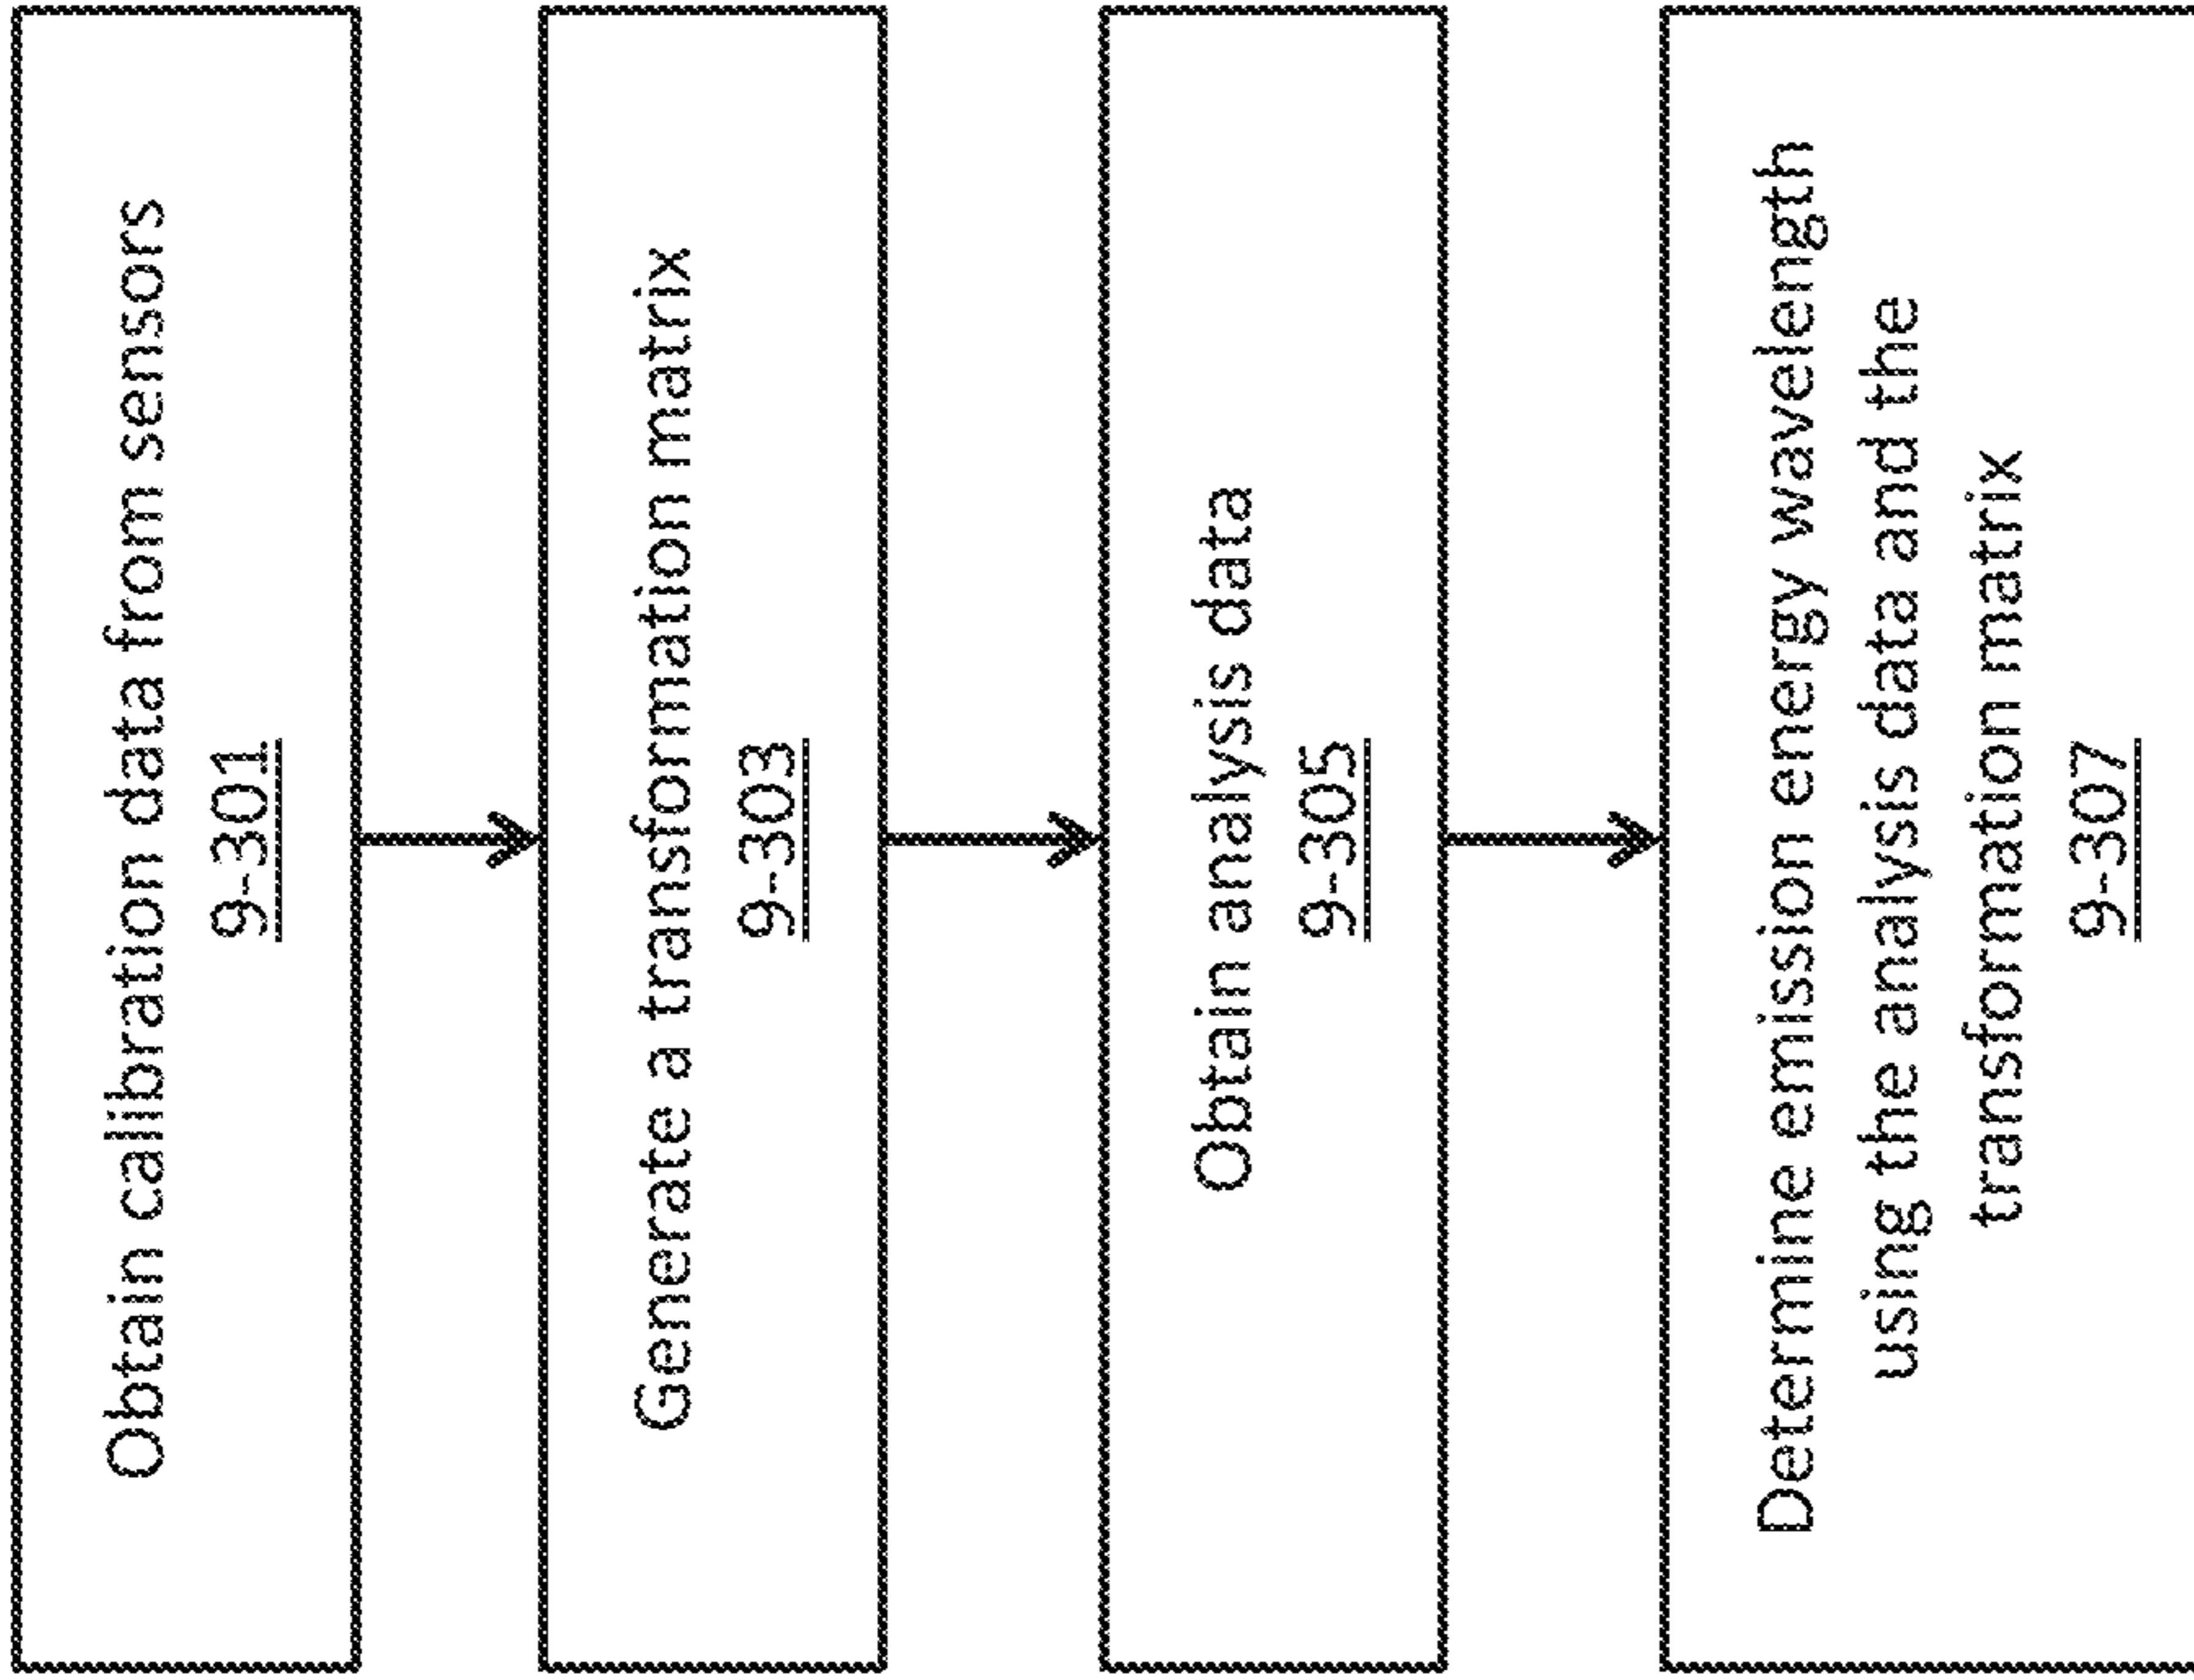 Obtain calibration data from sensors
9-301
Generate a transformation matrix
9-303
Obtain analysis data
9-305
Determine emission energy wavelength
using the analysis data and the
transformation matrix
9-307